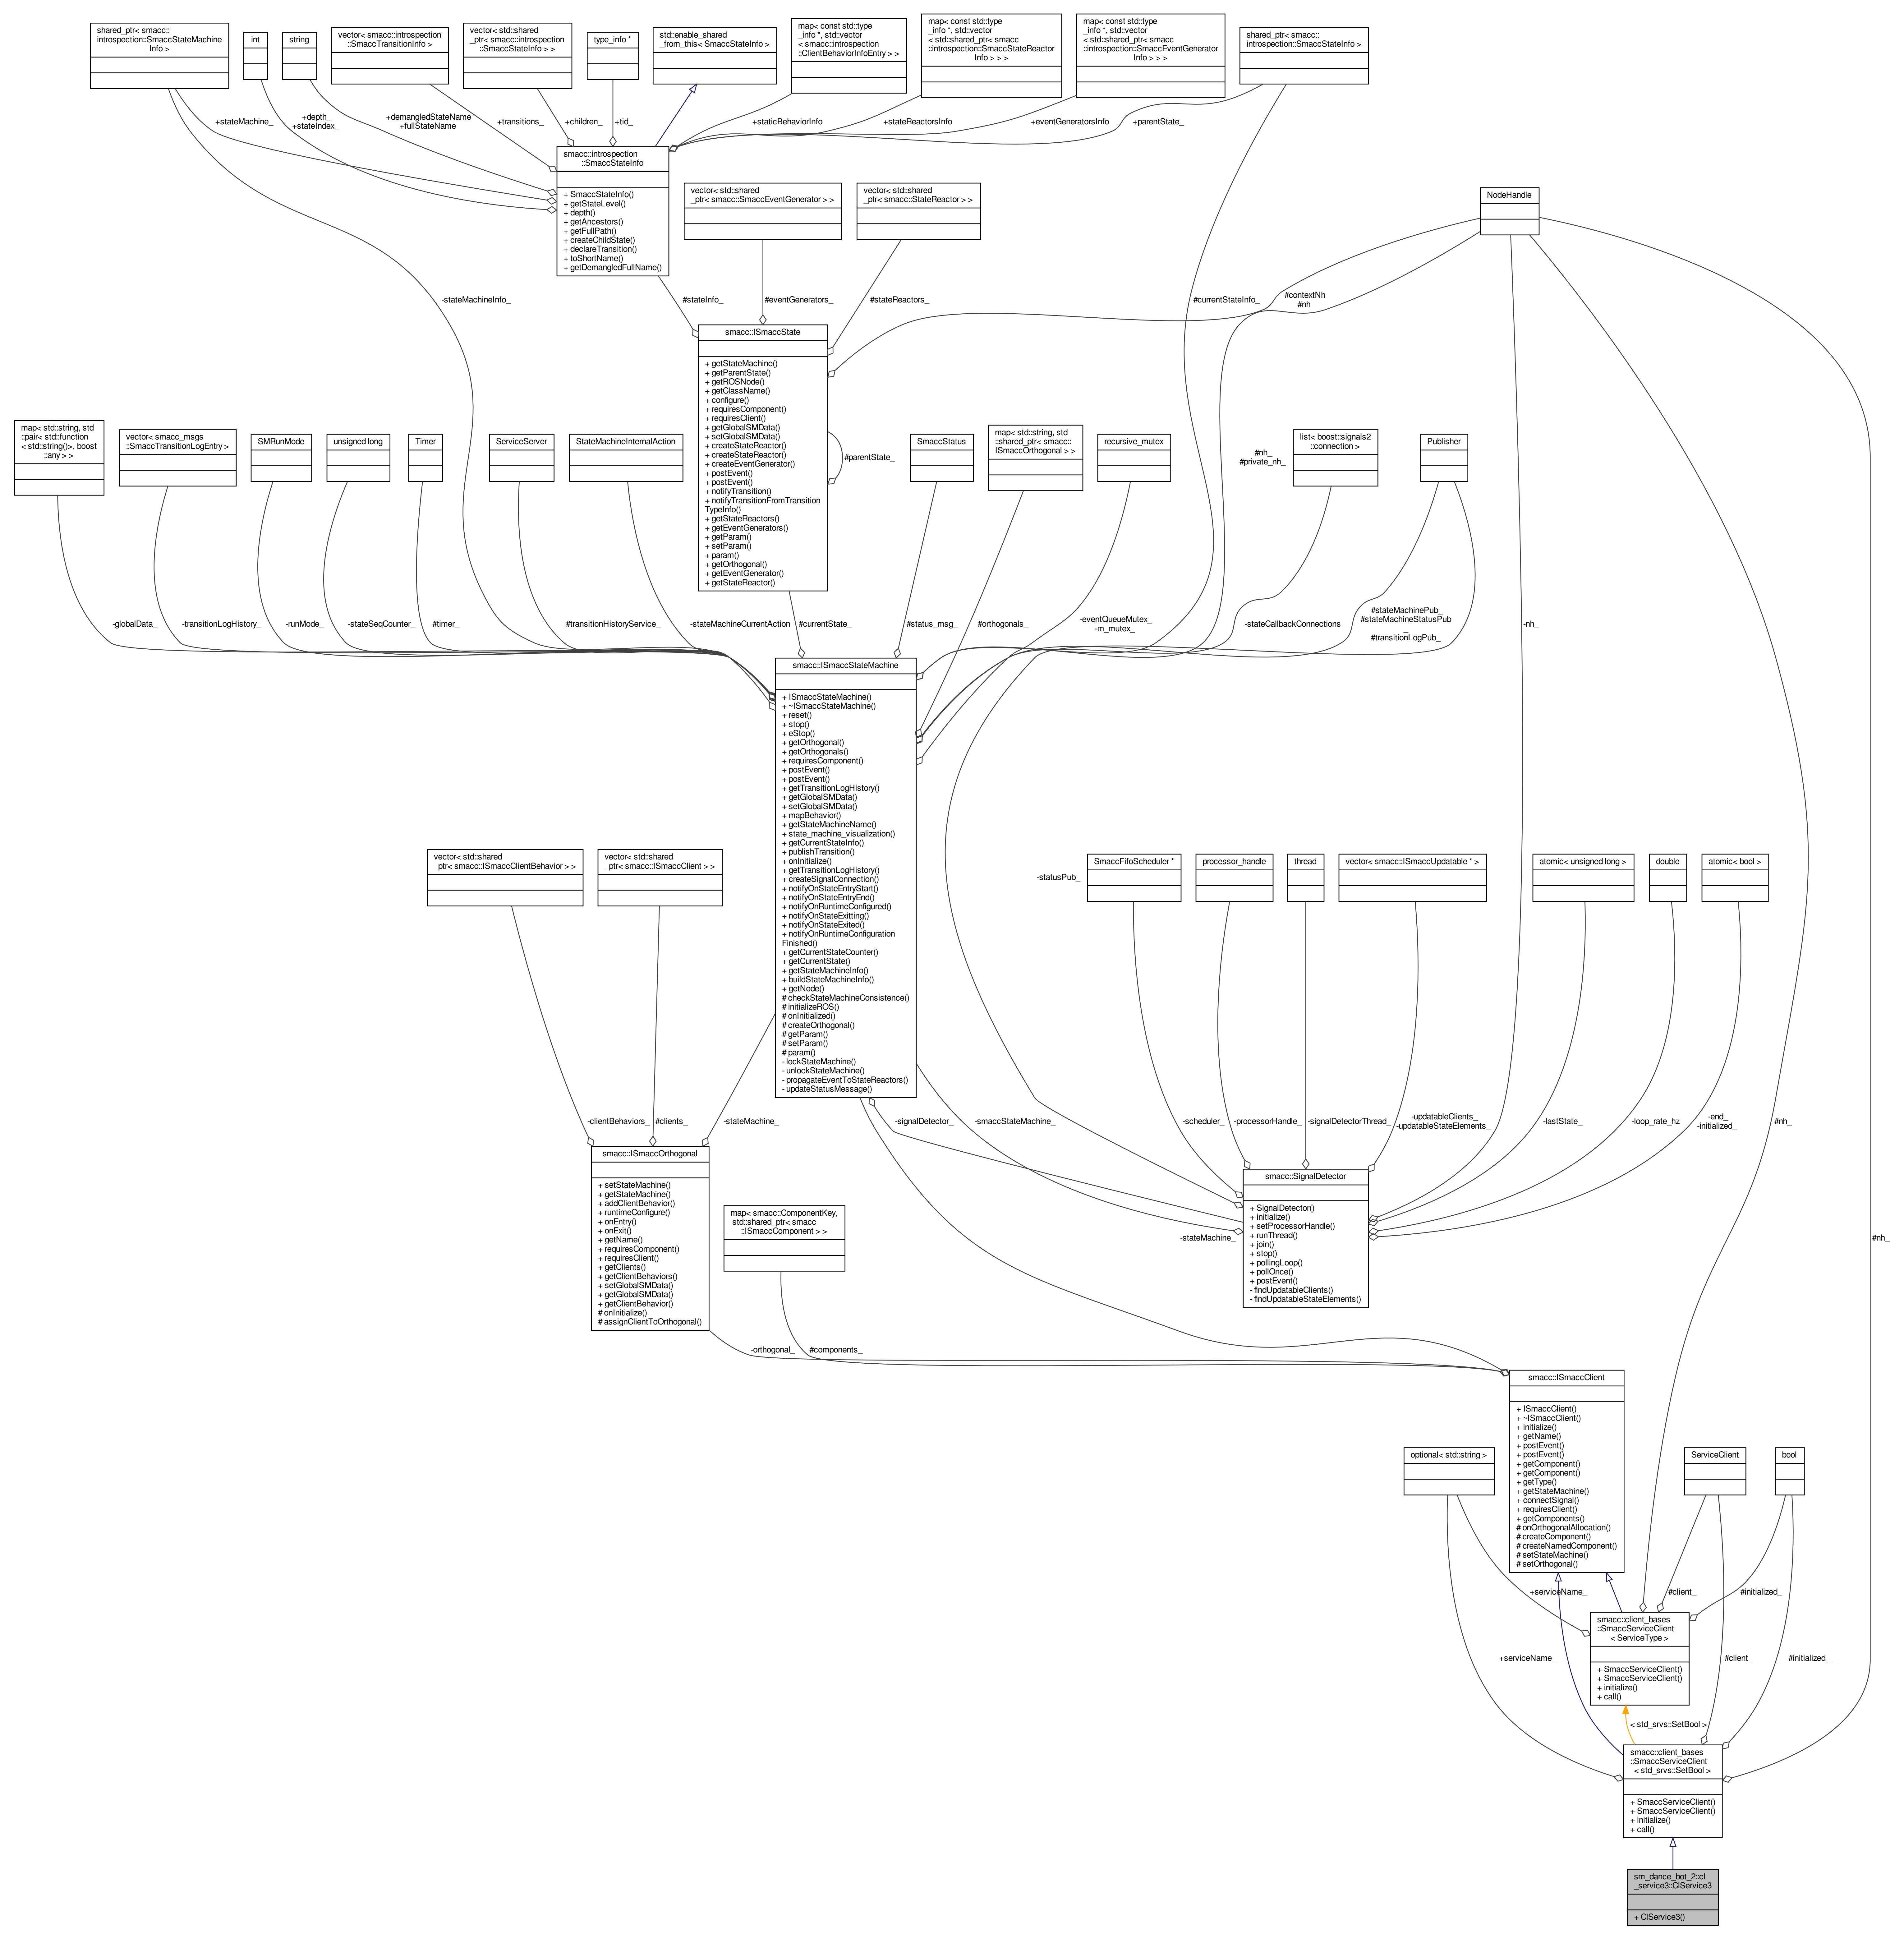 shared_ptr< smacc::
introspection::SmaccStateMachine
Info >
int
string
vector< smacc::introspection
::SmaccTransitionInfo >
vector< std::shared
_ptr< smacc::introspection
::SmaccStateInfo > >
type_info *
std::enable_shared
_from_this< SmaccStateInfo >
map< const std::type
_info *, std::vector
< smacc::introspection
::ClientBehaviorInfoEntry > >
map< const std::type
_info *, std::vector
< std::shared_ptr< smacc
::introspection::SmaccStateReactor
Info > > >
map< const std::type
_info *, std::vector
< std::shared_ptr< smacc
::introspection::SmaccEventGenerator
Info > > >
shared_ptr< smacc::
introspection::SmaccStateInfo >
+stateMachine_
+depth_
+stateIndex_
+demangledStateName
+fullStateName
+transitions_
+children_
+tid_
+staticBehaviorInfo
+stateReactorsInfo
+eventGeneratorsInfo
+parentState_
smacc::introspection
::SmaccStateInfo
+ SmaccStateInfo()
+ getStateLevel()
+ depth()
+ getAncestors()
+ getFullPath()
+ createChildState()
+ declareTransition()
+ toShortName()
+ getDemangledFullName()
vector< std::shared
_ptr< smacc::SmaccEventGenerator > >
vector< std::shared
_ptr< smacc::StateReactor > >
NodeHandle
-stateMachineInfo_
#stateInfo_
#eventGenerators_
#stateReactors_
#currentStateInfo_
#contextNh
#nh
smacc::ISmaccState
+ getStateMachine()
+ getParentState()
+ getROSNode()
+ getClassName()
+ configure()
+ requiresComponent()
+ requiresClient()
+ getGlobalSMData()
+ setGlobalSMData()
+ createStateReactor()
+ createStateReactor()
+ createEventGenerator()
+ postEvent()
+ postEvent()
+ notifyTransition()
+ notifyTransitionFromTransition
TypeInfo()
+ getStateReactors()
+ getEventGenerators()
+ getParam()
+ setParam()
+ param()
+ getOrthogonal()
+ getEventGenerator()
+ getStateReactor()
#parentState_
map< std::string, std
::pair< std::function
< std::string()>, boost
::any > >
vector< smacc_msgs
::SmaccTransitionLogEntry >
SMRunMode
unsigned long
Timer
ServiceServer
StateMachineInternalAction
SmaccStatus
map< std::string, std
::shared_ptr< smacc::
ISmaccOrthogonal > >
recursive_mutex
#nh_
#private_nh_
list< boost::signals2
::connection >
Publisher
-globalData_
-transitionLogHistory_
-runMode_
-stateSeqCounter_
#timer_
#transitionHistoryService_
-stateMachineCurrentAction
#currentState_
#status_msg_
#orthogonals_
-eventQueueMutex_
-m_mutex_
-stateCallbackConnections
#stateMachinePub_
#stateMachineStatusPub
_
#transitionLogPub_
-nh_
smacc::ISmaccStateMachine
+ ISmaccStateMachine()
+ ~ISmaccStateMachine()
+ reset()
+ stop()
+ eStop()
+ getOrthogonal()
+ getOrthogonals()
+ requiresComponent()
+ postEvent()
+ postEvent()
+ getTransitionLogHistory()
+ getGlobalSMData()
+ setGlobalSMData()
+ mapBehavior()
+ getStateMachineName()
+ state_machine_visualization()
+ getCurrentStateInfo()
+ publishTransition()
+ onInitialize()
+ getTransitionLogHistory()
+ createSignalConnection()
+ notifyOnStateEntryStart()
+ notifyOnStateEntryEnd()
+ notifyOnRuntimeConfigured()
+ notifyOnStateExitting()
+ notifyOnStateExited()
+ notifyOnRuntimeConfiguration
Finished()
+ getCurrentStateCounter()
+ getCurrentState()
+ getStateMachineInfo()
+ buildStateMachineInfo()
+ getNode()
# checkStateMachineConsistence()
# initializeROS()
# onInitialized()
# createOrthogonal()
# getParam()
# setParam()
# param()
- lockStateMachine()
- unlockStateMachine()
- propagateEventToStateReactors()
- updateStatusMessage()
vector< std::shared
_ptr< smacc::ISmaccClientBehavior > >
vector< std::shared
_ptr< smacc::ISmaccClient > >
-statusPub_
SmaccFifoScheduler *
processor_handle
thread
vector< smacc::ISmaccUpdatable * >
atomic< unsigned long >
double
atomic< bool >
-clientBehaviors_
#clients_
-stateMachine_
-signalDetector_
-smaccStateMachine_
-scheduler_
-processorHandle_
-signalDetectorThread_
-updatableClients_
-updatableStateElements_
-lastState_
-loop_rate_hz
-end_
-initialized_
#nh_
smacc::ISmaccOrthogonal
+ setStateMachine()
+ getStateMachine()
+ addClientBehavior()
+ runtimeConfigure()
+ onEntry()
+ onExit()
+ getName()
+ requiresComponent()
+ requiresClient()
+ getClients()
+ getClientBehaviors()
+ setGlobalSMData()
+ getGlobalSMData()
+ getClientBehavior()
# onInitialize()
# assignClientToOrthogonal()
map< smacc::ComponentKey,
std::shared_ptr< smacc
::ISmaccComponent > >
-stateMachine_
smacc::SignalDetector
+ SignalDetector()
+ initialize()
+ setProcessorHandle()
+ runThread()
+ join()
+ stop()
+ pollingLoop()
+ pollOnce()
+ postEvent()
- findUpdatableClients()
- findUpdatableStateElements()
#nh_
-orthogonal_
#components_
smacc::ISmaccClient
+ ISmaccClient()
+ ~ISmaccClient()
+ initialize()
+ getName()
+ postEvent()
+ postEvent()
+ getComponent()
+ getComponent()
+ getType()
+ getStateMachine()
+ connectSignal()
+ requiresClient()
+ getComponents()
# onOrthogonalAllocation()
# createComponent()
# createNamedComponent()
# setStateMachine()
# setOrthogonal()
optional< std::string >
ServiceClient
bool
+serviceName_
#client_
#initialized_
smacc::client_bases
::SmaccServiceClient
< ServiceType >
+ SmaccServiceClient()
+ SmaccServiceClient()
+ initialize()
+ call()
+serviceName_
#client_
#initialized_
< std_srvs::SetBool >
smacc::client_bases
::SmaccServiceClient
< std_srvs::SetBool >
+ SmaccServiceClient()
+ SmaccServiceClient()
+ initialize()
+ call()
sm_dance_bot_2::cl
_service3::ClService3
+ ClService3()